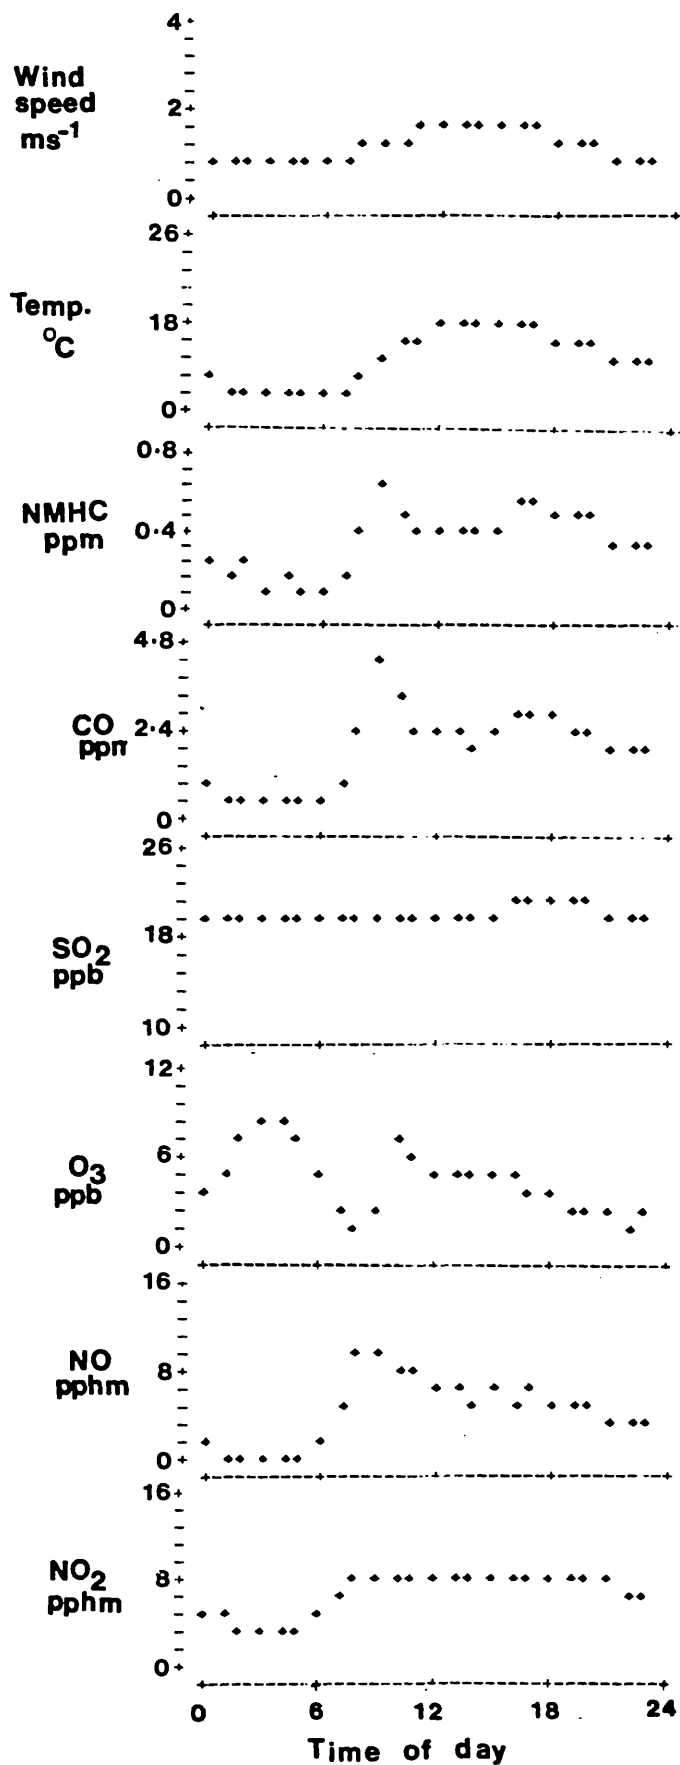 4
Wind
speed
ms-1
2
0
26
Temp.
°C
18
0
0·8
NMHC
ppm
0·4
0
4·8
CO
ppm
2·4
0
26
SO2
ppb
18
10
12
O3
ppb
6
0
16
NO
pphm
8
0
16
NO2
pphm
8
0
0 6 12 18 24
Time of day